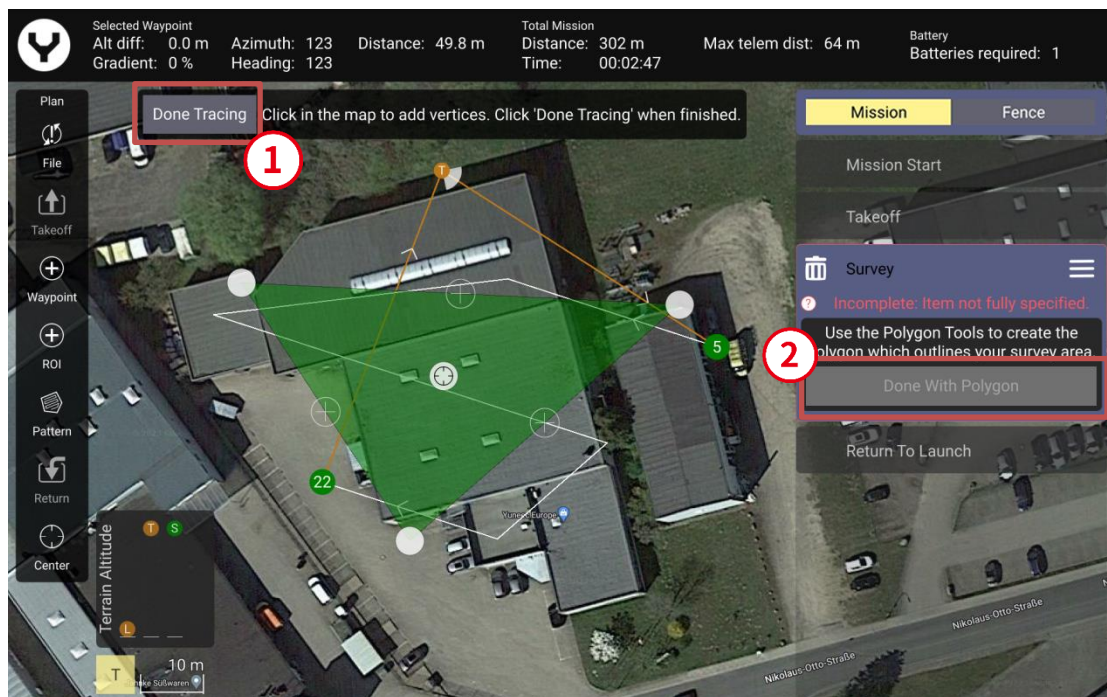 Selected Waypoint
Alt diff: 0.0 m Azimuth: 123 Distance: 49.8 m
Gradient: 0 % Heading: 123
Total Mission
Distance: 302 m Max telem dist: 64 m
Time: 00:02:47
Battery
Batteries required: 1
Plan
File
Takeoff
Waypoint
ROI
Pattern
Return
Center
Done Tracing Click in the map to add vertices. Click 'Done Tracing' when finished.
1
Mission Fence
Mission Start
Takeoff
Survey
? Incomplete: Item not fully specified.
Use the Polygon Tools to create the
olygon which outlines your survey area
2
Done With Polygon
Return To Launch
T
5
22
Yuneec Europe
Terrain Altitude
T S
L
T
10 m
Süßwaren
Nikolaus-Otto-Straße
Nikolaus-Otto-Straße